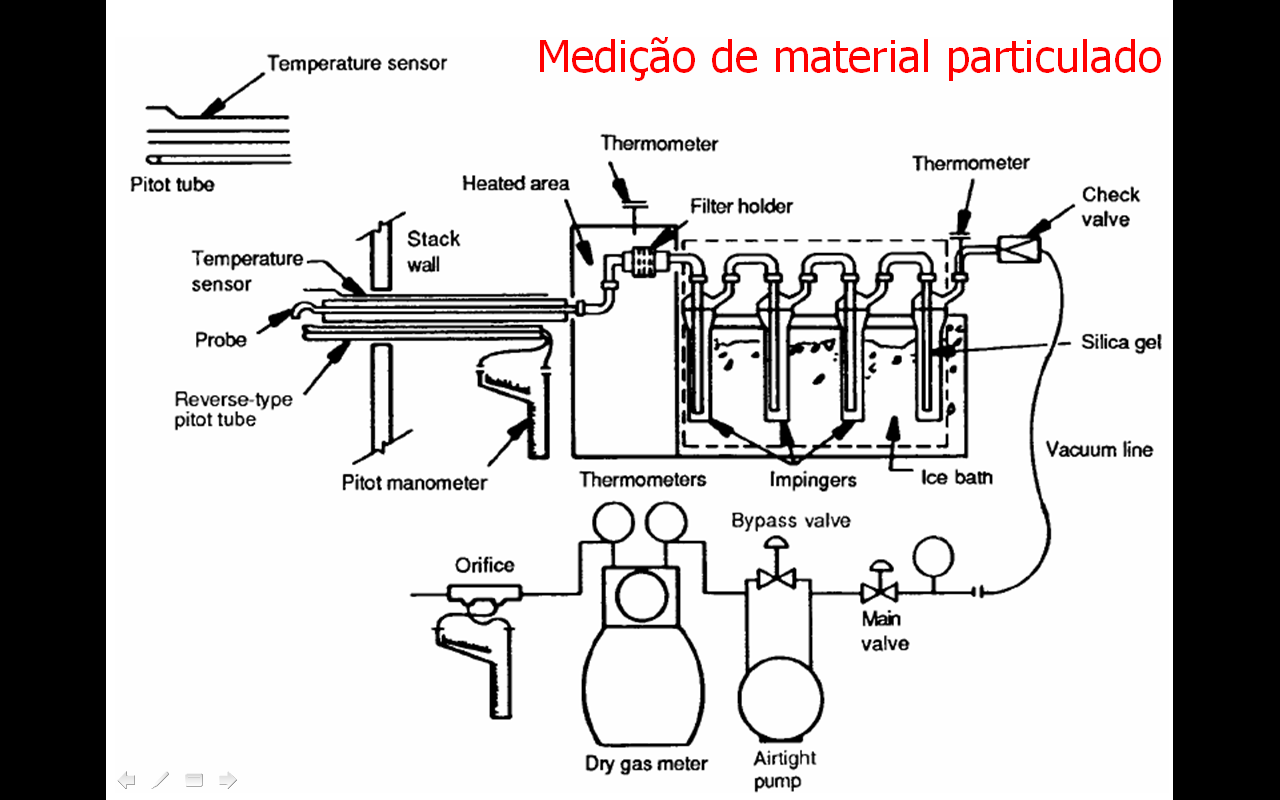 Medição de material particulado
Temperature sensor
Pitot tube
Thermometer
Heated area
Filter holder
Thermometer
Check
valve
Stack
wall
Temperature
sensor
Probe
Reverse-type
pitot tube
Silica gel
Vacuum line
Pitot manometer
Thermometers
Impingers
Ice bath
Bypass valve
Orifice
Main
valve
Dry gas meter
Airtight
pump